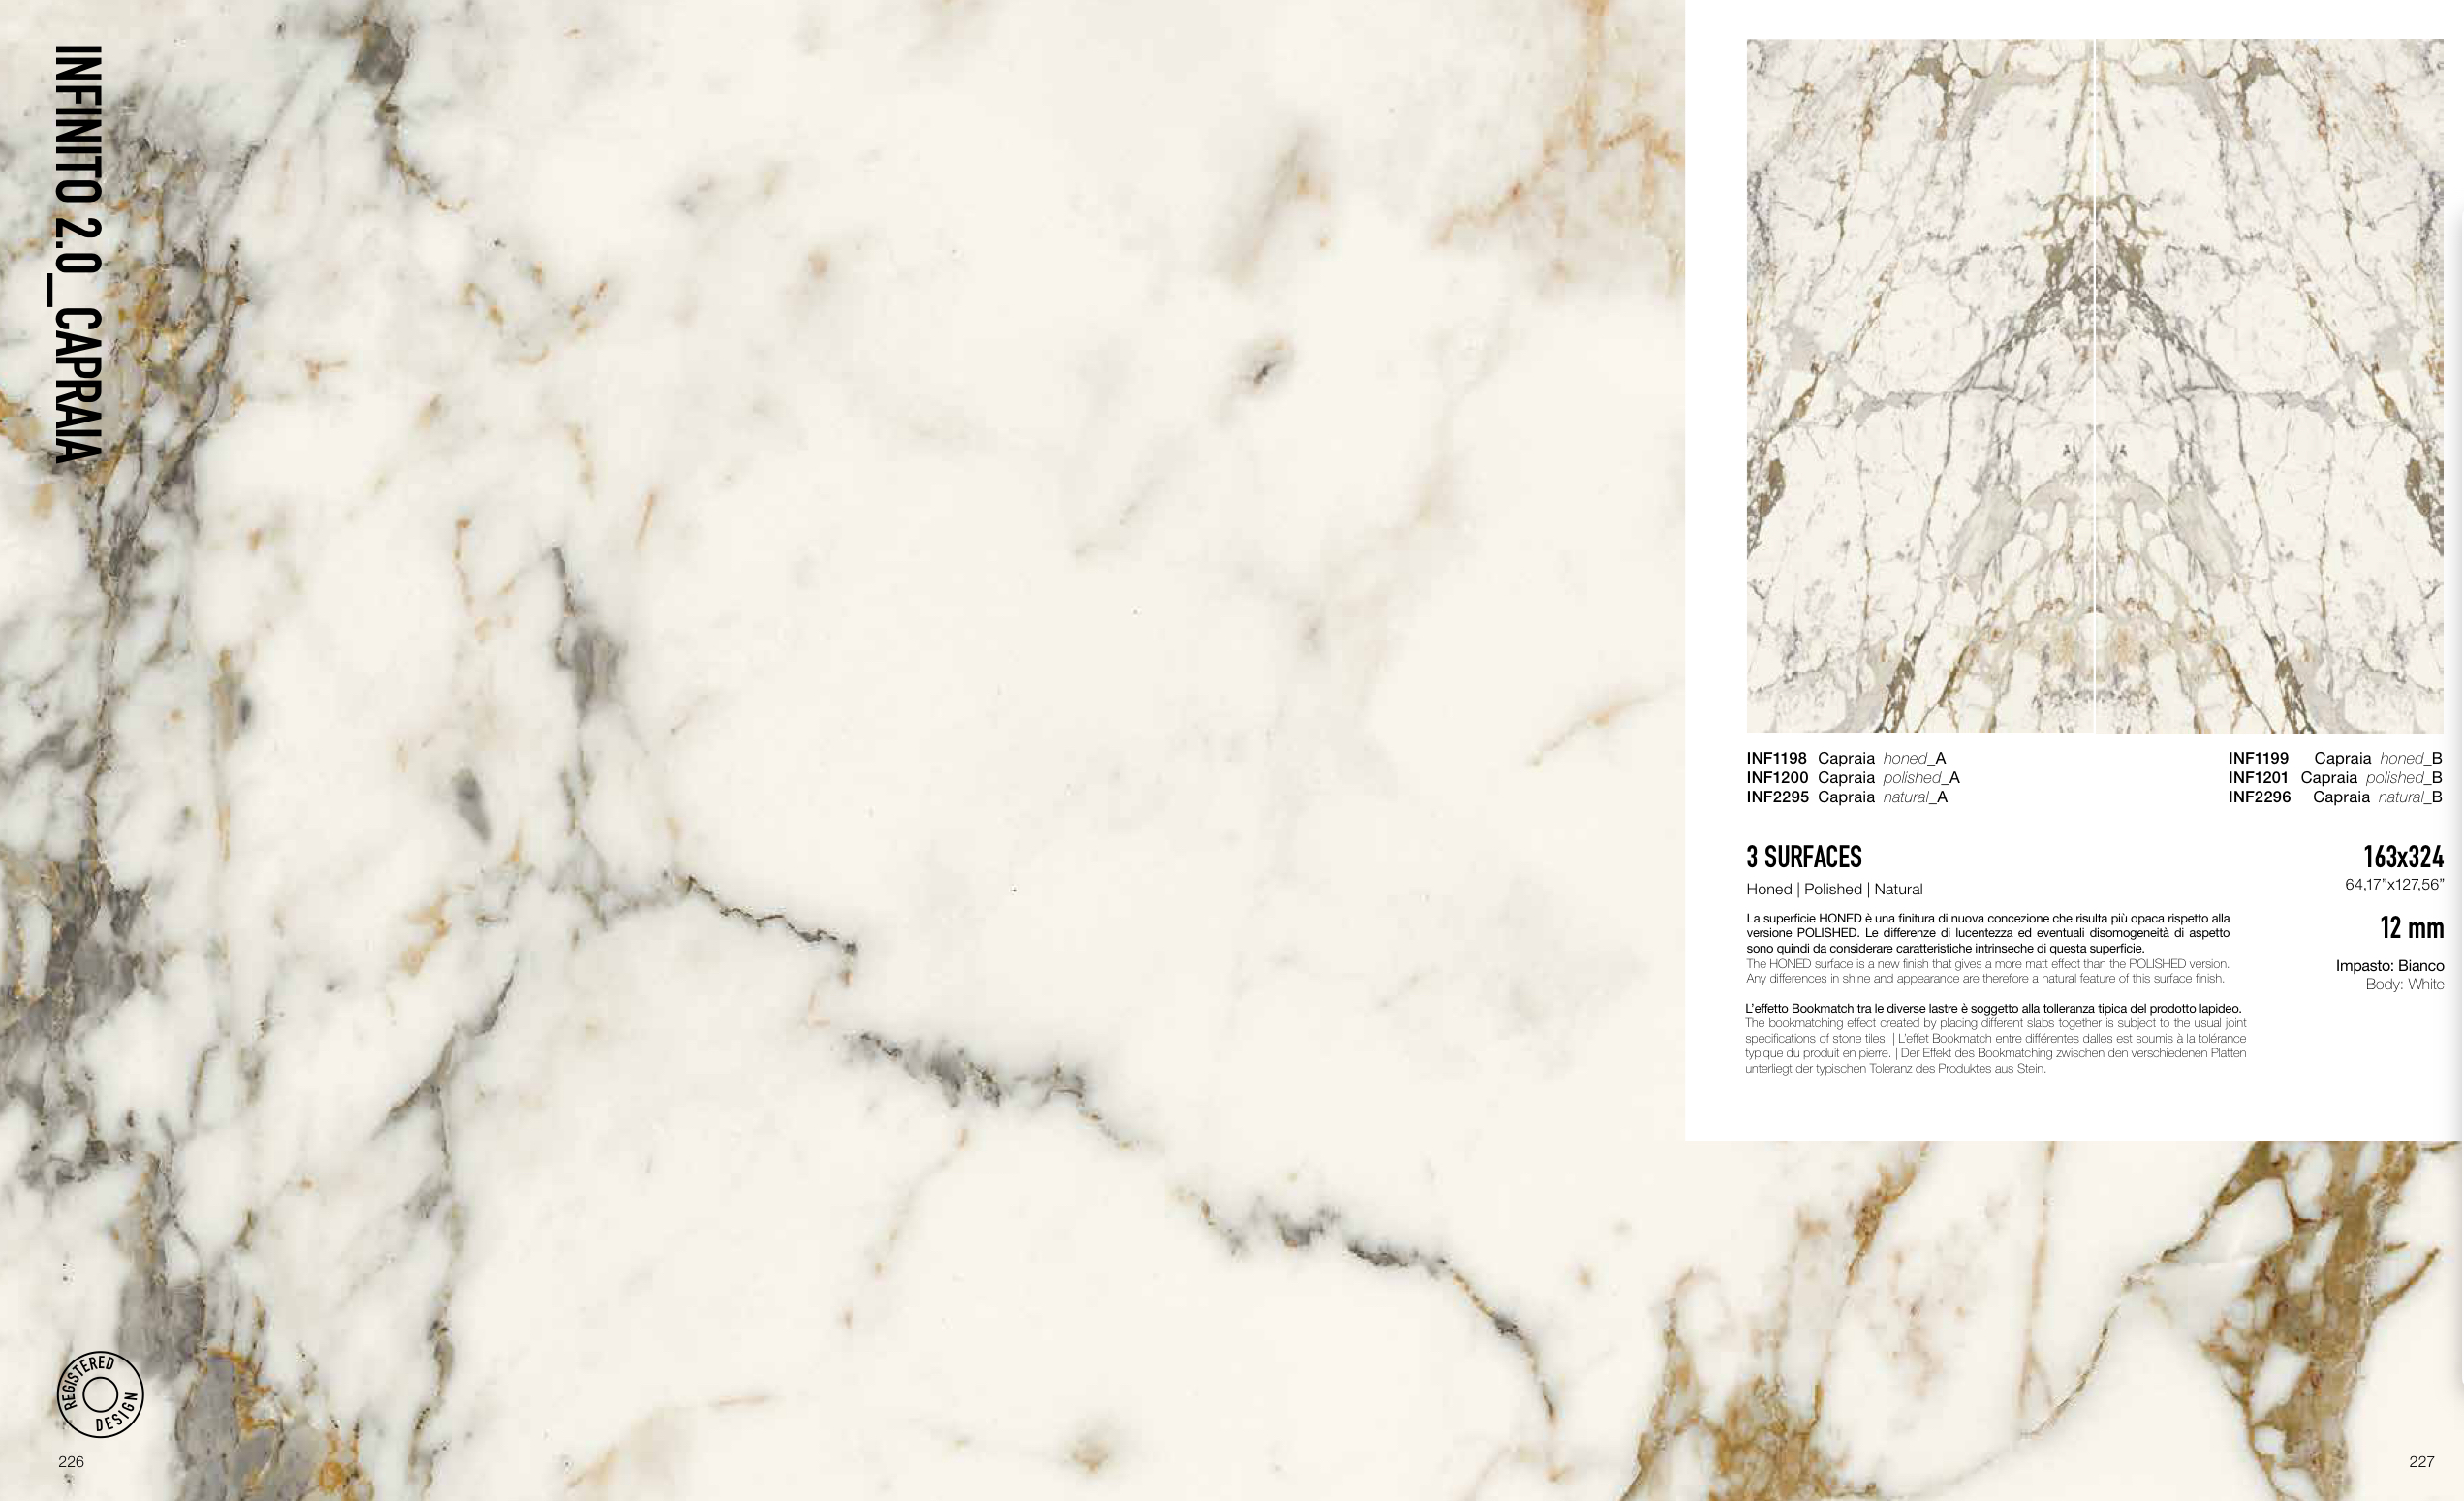 INFINITO 2.0_CAPRAIA
INF1198 Capraia honed_A
INF1200 Capraia polished_A
INF2295 Capraia natural_A
INF1199 Capraia honed_B
INF1201 Capraia polished_B
INF2296 Capraia natural_B
3 SURFACES
Honed | Polished | Natural
163x324
64,17”x127,56”
12 mm
Impasto: Bianco
Body: White
La superficie HONED è una finitura di nuova concezione che risulta più opaca rispetto alla
versione POLISHED. Le differenze di lucentezza ed eventuali disomogeneità di aspetto
sono quindi da considerare caratteristiche intrinseche di questa superficie.
The HONED surface is a new finish that gives a more matt effect than the POLISHED version.
Any differences in shine and appearance are therefore a natural feature of this surface finish.
L’effetto Bookmatch tra le diverse lastre è soggetto alla tolleranza tipica del prodotto lapideo.
The bookmatching effect created by placing different slabs together is subject to the usual joint
specifications of stone tiles. | L’effet Bookmatch entre différentes dalles est soumis à la tolérance
typique du produit en pierre. | Der Effekt des Bookmatching zwischen den verschiedenen Platten
unterliegt der typischen Toleranz des Produktes aus Stein.
REGISTERED
DESIGN
226
227